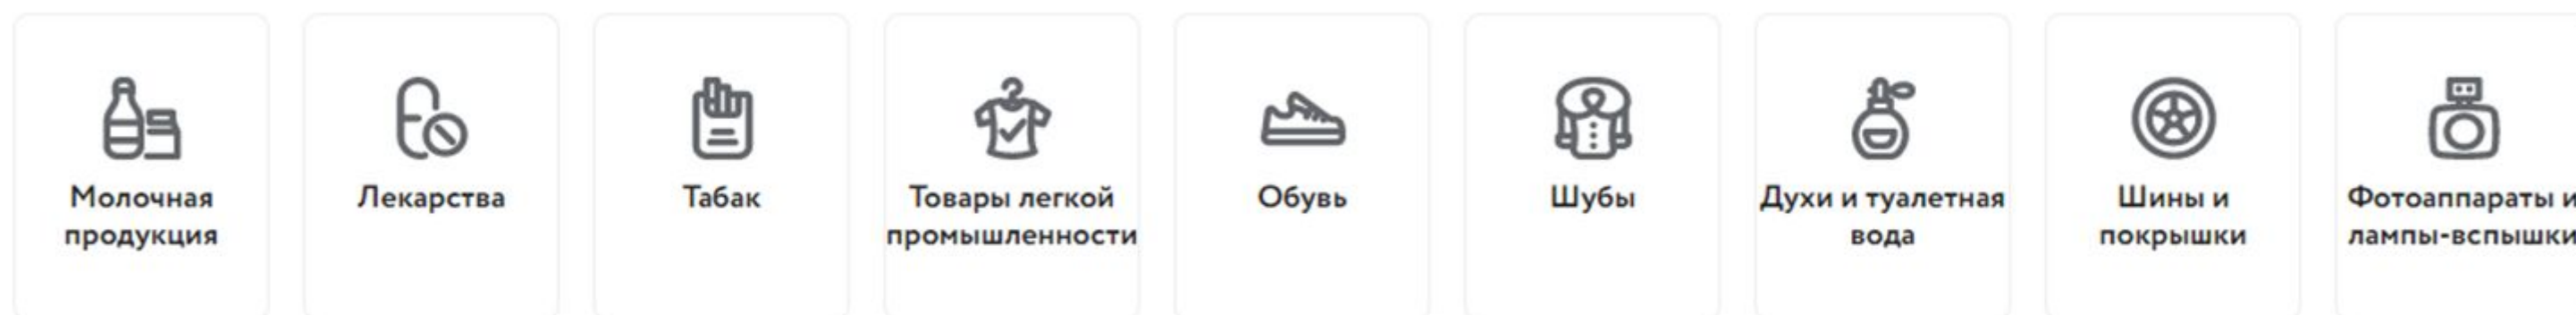 Молочная
продукция
Лекарства
Табак
Товары легкой
промышленности
Обувь
Шубы
Духи и туалетная
вода
Шины и
покрышки
Фотоаппараты и
лампы-вспышки